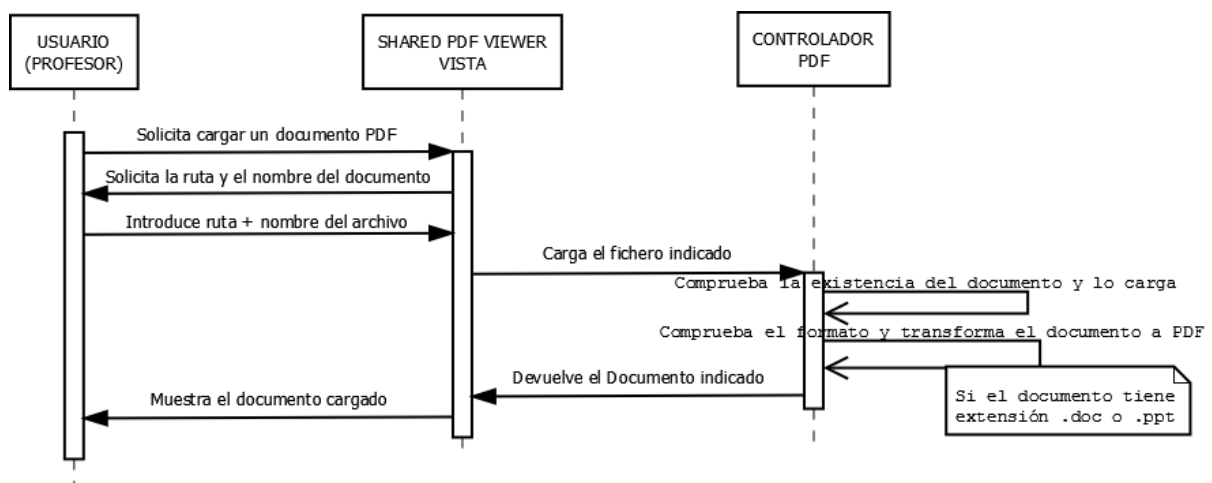 USUARIO
(PROFESOR)
SHARED PDF VIEWER
VISTA
CONTROLADOR
PDF
Solicita cargar un documento PDF
Solicita la ruta y el nombre del documento
Introduce ruta + nombre del archivo
Carga el fichero indicado
Comprueba la existencia del documento y lo carga
Comprueba el formato y transforma el documento a PDF
Si el documento tiene
extensión .doc o .ppt
Devuelve el Documento indicado
Muestra el documento cargado